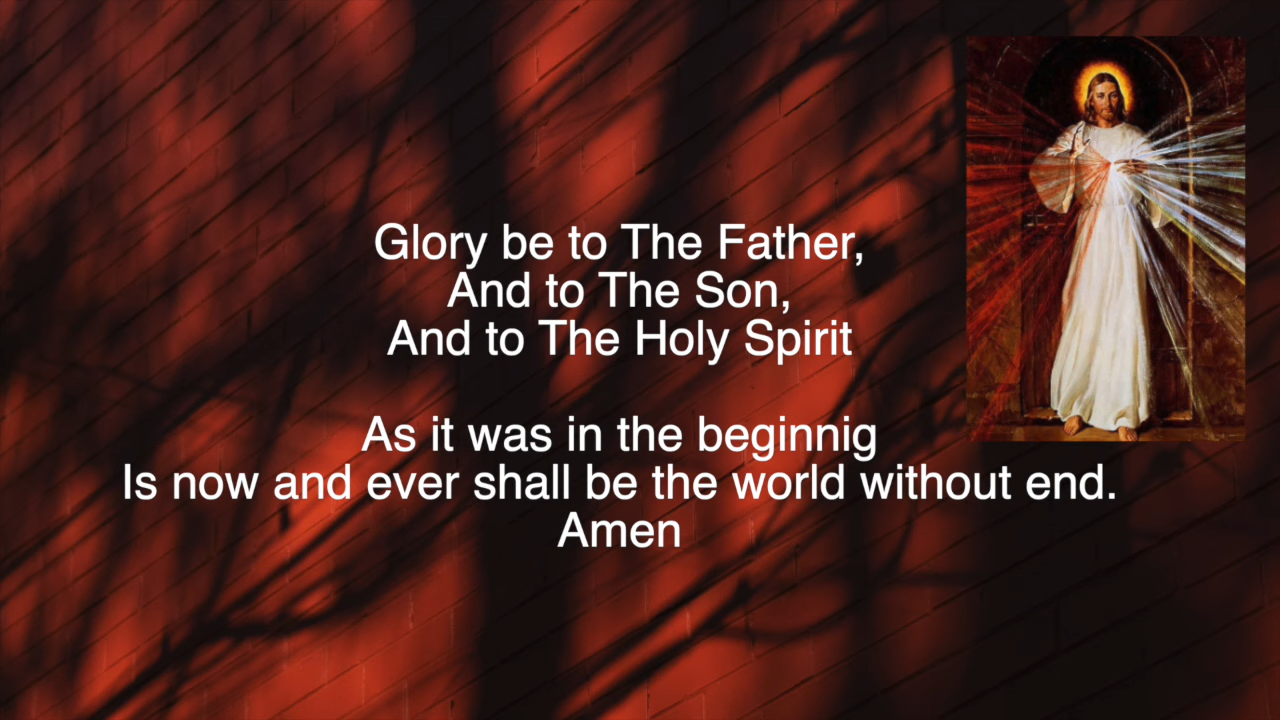 Glory be to The Father,
And to The Son,
And to The Holy Spirit
As it was in the beginnig
Is now and ever shall be the world without end.
Amen